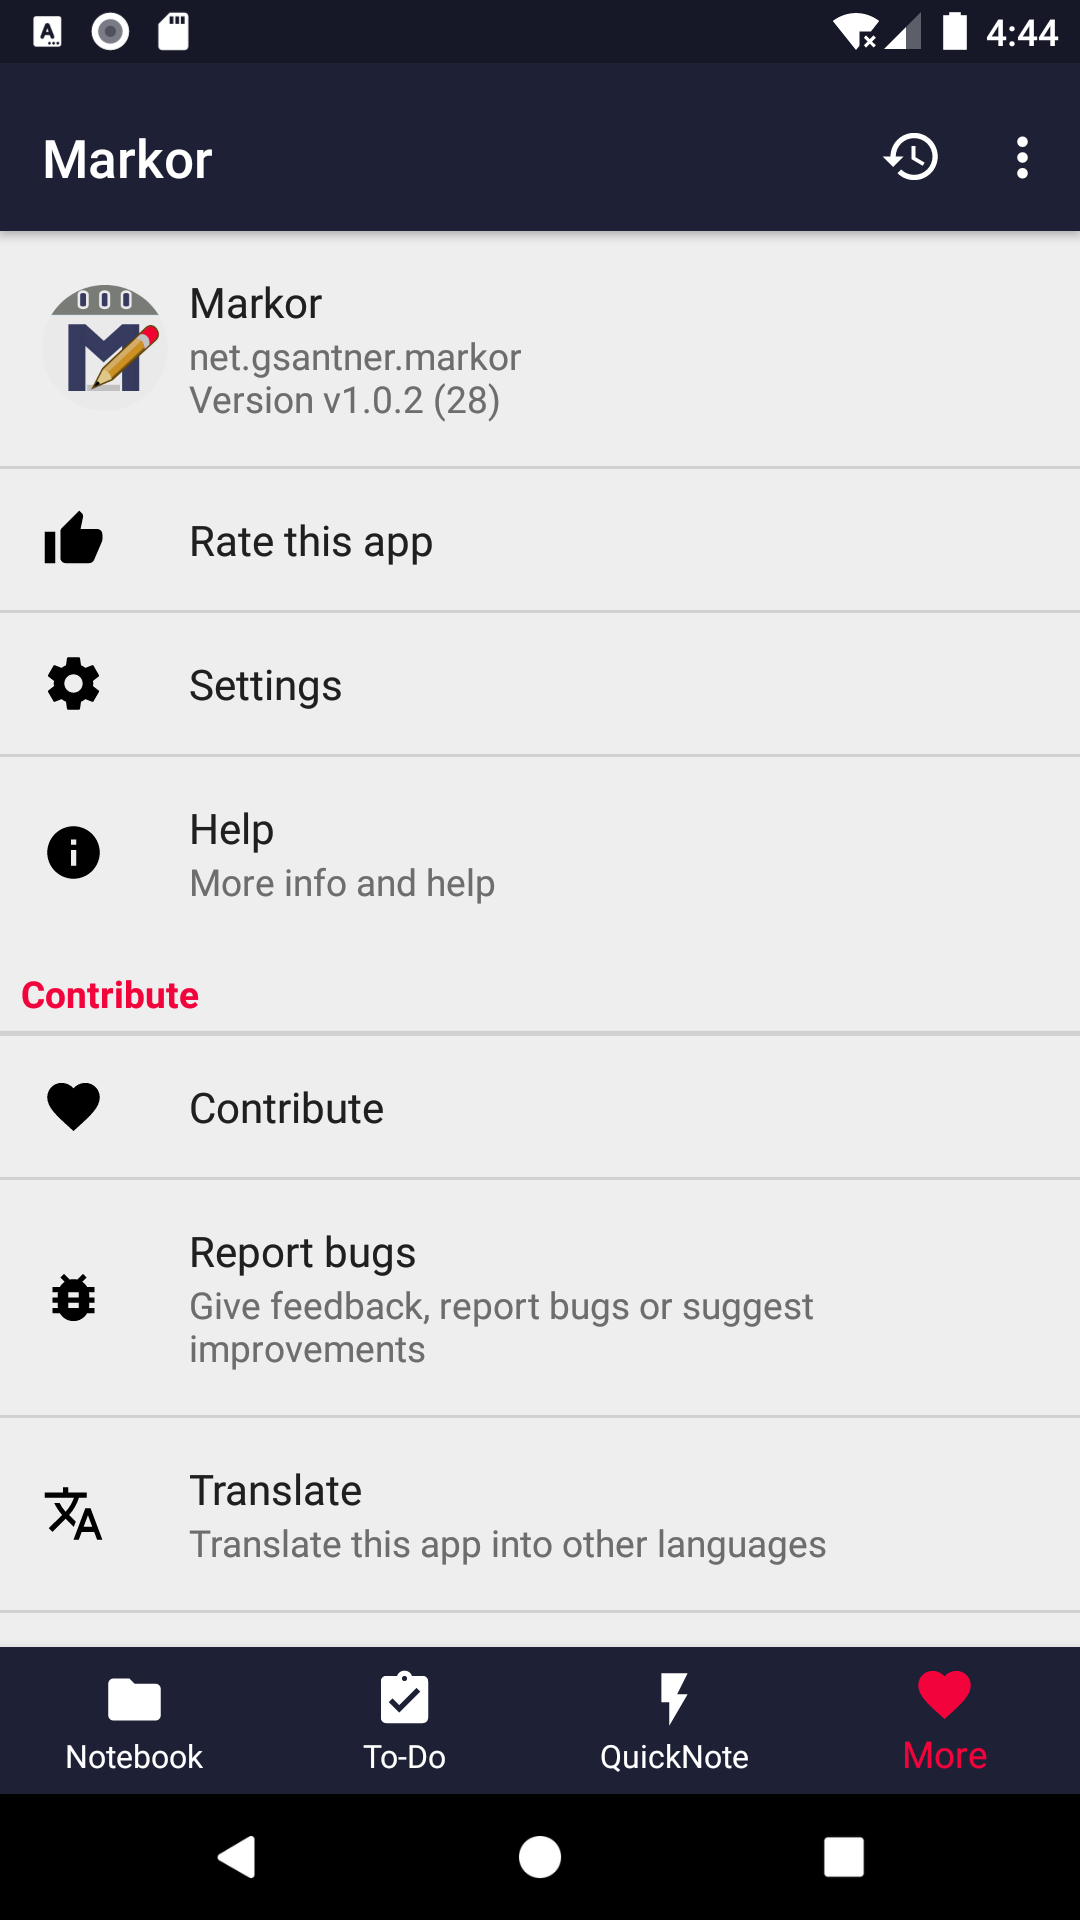 4:44
Markor
Markor
net.gsantner.markor
Version v1.0.2 (28)
Rate this app
Settings
Help
More info and help
Contribute
Contribute
Report bugs
Give feedback, report bugs or suggest
improvements
Translate
Translate this app into other languages
Notebook
To-Do
QuickNote
More